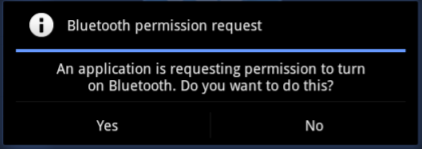 Bluetooth permission request
An application is requesting permission to turn
on Bluetooth. Do you want to do this?
Yes No